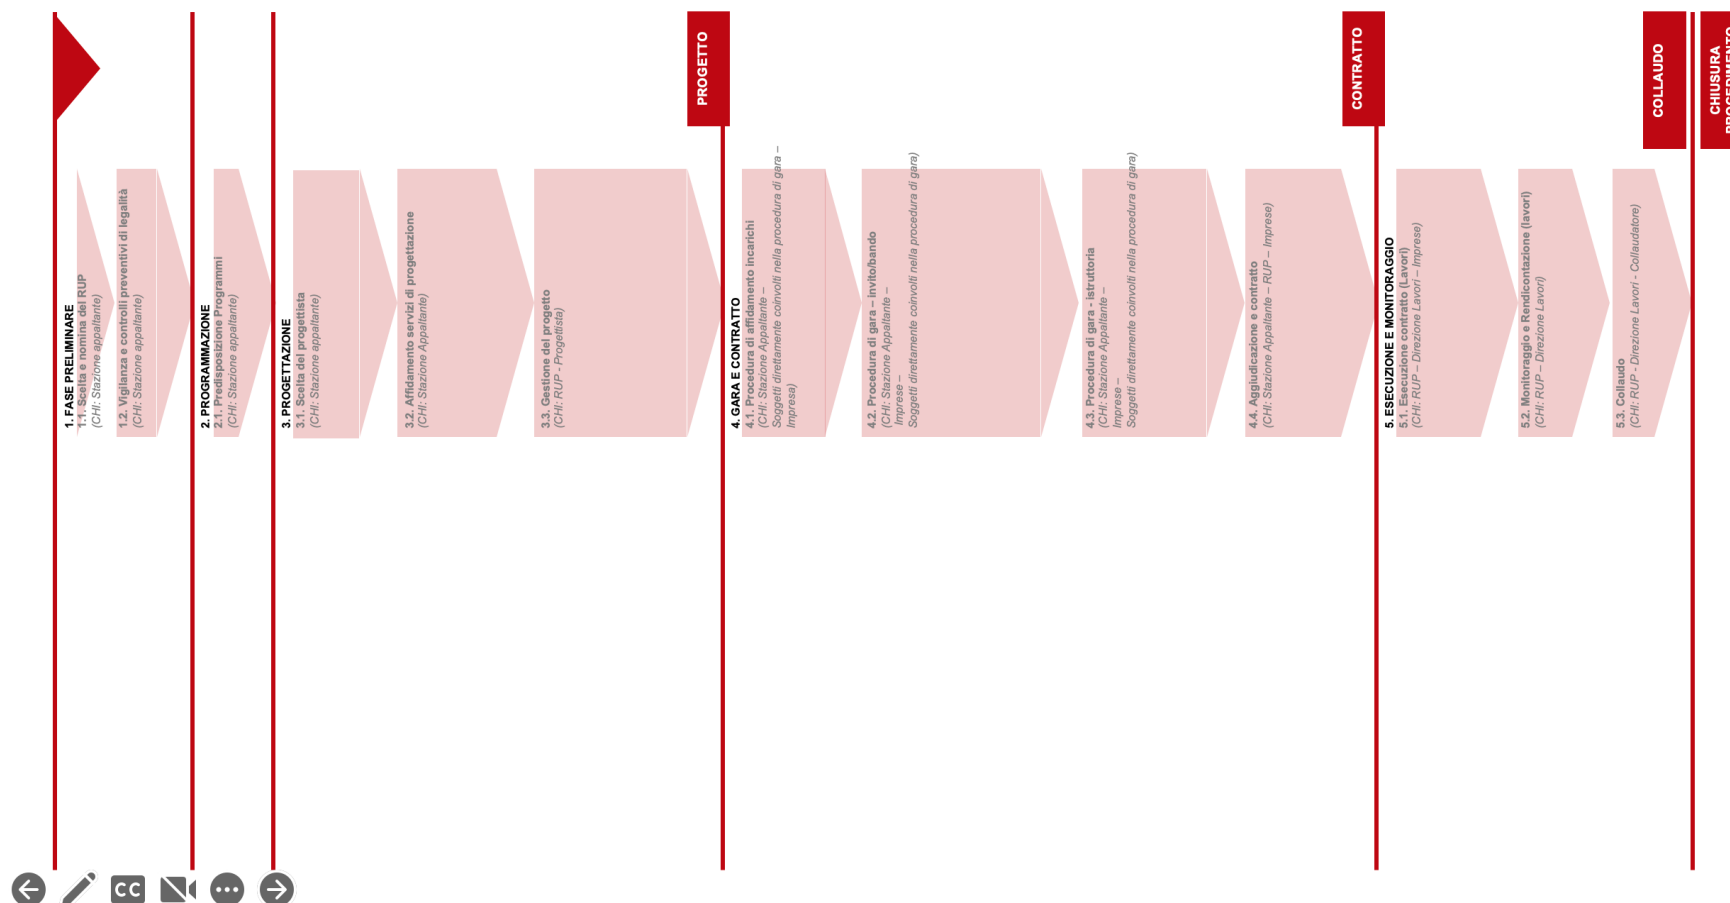 PROGETTO
CONTRATTO
COLLAUDO
CHIUSURA
PROCEDIMENTO
1. FASE PRELIMINARE
1.1. Scelta e nomina del RUP
(CHI: Stazione appaltante)
1.2. Vigilanza e controlli preventivi di legalità
(CHI: Stazione appaltante)
2. PROGRAMMAZIONE
2.1. Predisposizione Programmi
(CHI: Stazione appaltante)
3. PROGETTAZIONE
3.1. Scelta del progettista
(CHI: Stazione appaltante)
3.2. Affidamento servizi di progettazione
(CHI: Stazione Appaltante)
3.3. Gestione del progetto
(CHI: RUP - Progettista)
4. GARA E CONTRATTO
4.1. Procedura di affidamento incarichi
(CHI: Stazione Appaltante –
Soggetti direttamente coinvolti nella procedura di gara –
Impresa)
4.2. Procedura di gara – invito/bando
(CHI: Stazione Appaltante –
Imprese –
Soggetti direttamente coinvolti nella procedura di gara)
4.3. Procedura di gara - istruttoria
(CHI: Stazione Appaltante –
Imprese –
Soggetti direttamente coinvolti nella procedura di gara)
4.4. Aggiudicazione e contratto
(CHI: Stazione Appaltante – RUP – Imprese)
5. ESECUZIONE E MONITORAGGIO
5.1. Esecuzione contratto (Lavori)
(CHI: RUP – Direzione Lavori – Imprese)
5.2. Monitoraggio e Rendicontazione (lavori)
(CHI: RUP – Direzione Lavori)
5.3. Collaudo
(CHI: RUP - Direzione Lavori - Collaudatore)
CC